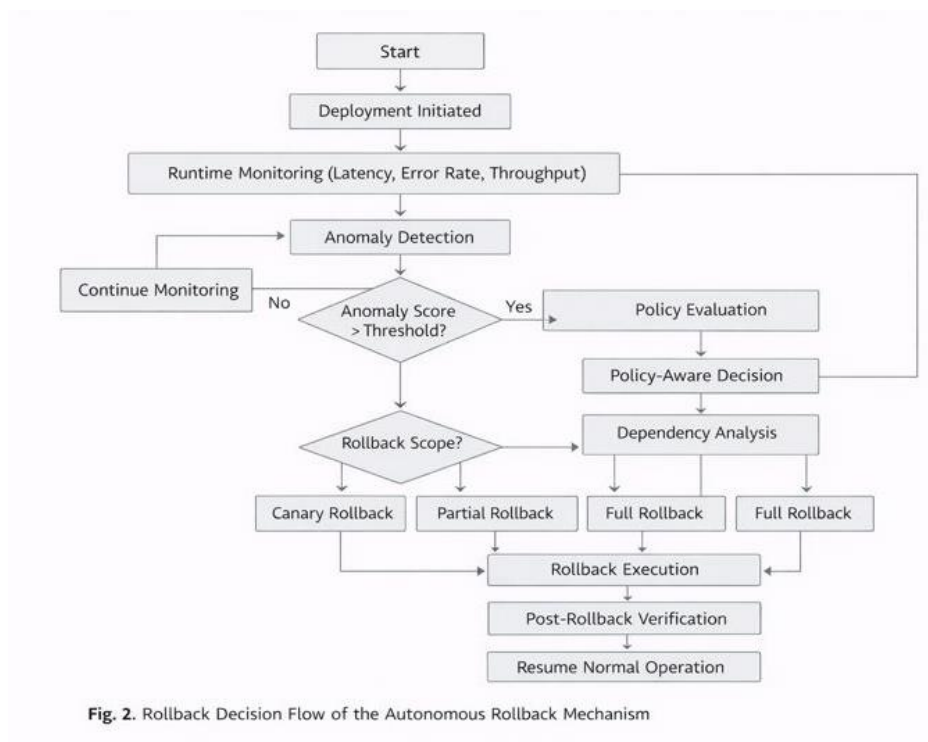 Start
Deployment Initiated
Runtime Monitoring (Latency, Error Rate, Throughput)
Anomaly Detection
Continue Monitoring
No
Anomaly Score
> Threshold?
Yes
Policy Evaluation
Policy-Aware Decision
Rollback Scope?
Dependency Analysis
Canary Rollback
Partial Rollback
Full Rollback
Full Rollback
Rollback Execution
Post-Rollback Verification
Resume Normal Operation
Fig. 2. Rollback Decision Flow of the Autonomous Rollback Mechanism